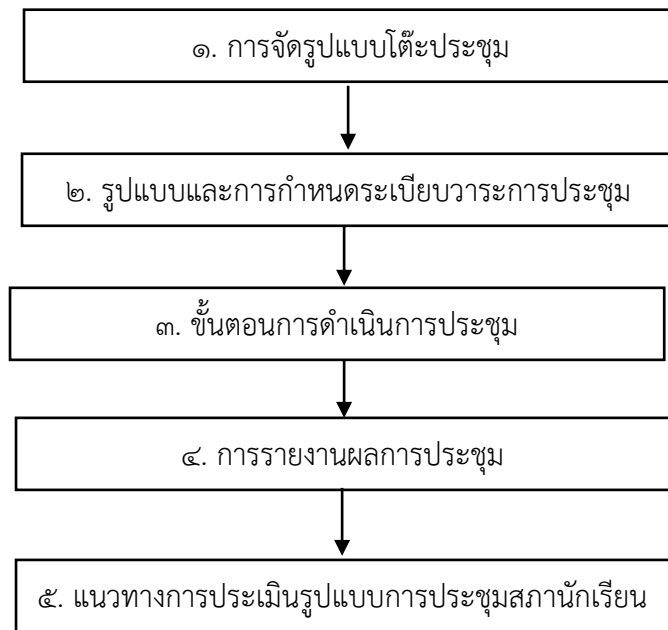 ๑. การจัดรูปแบบโต๊ะประชุม
๒. รูปแบบและการกำหนดระเบียบวาระการประชุม
๓. ขั้นตอนการดำเนินการประชุม
๔. การรายงานผลการประชุม
๕. แนวทางการประเมินรูปแบบการประชุมสภานักเรียน